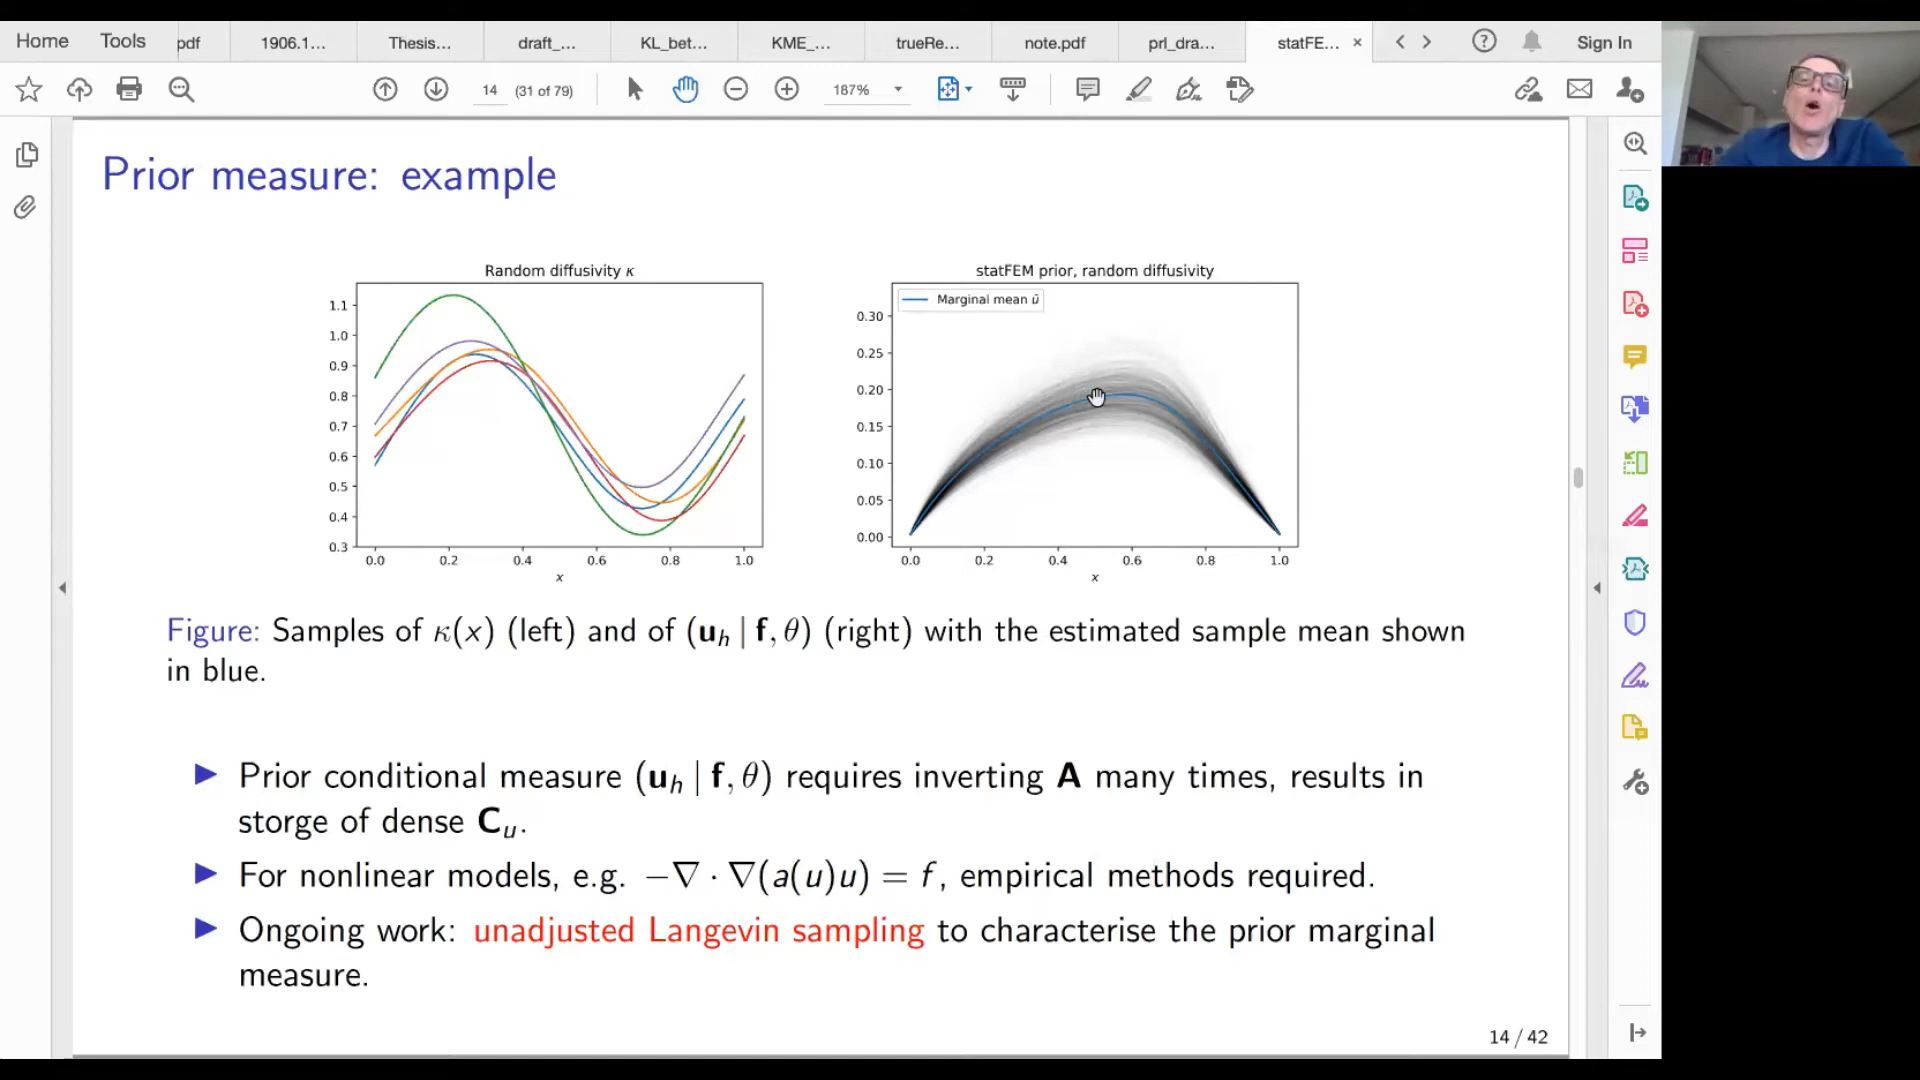 Home Tools pdf 1906.1... Thesis... draft_... KL_bet... KME_... trueRe... note.pdf prl_dra... statFE... × Sign In
14 (31 of 79) 187%
Prior measure: example
Random diffusivity κ
1.1
1.0
0.9
0.8
0.7
0.6
0.5
0.4
0.3
0.0 0.2 0.4 0.6 0.8 1.0
x
statFEM prior, random diffusivity
Marginal mean ū
0.30
0.25
0.20
0.15
0.10
0.05
0.00
0.0 0.2 0.4 0.6 0.8 1.0
x
Figure: Samples of κ(x) (left) and of (u_h | f, θ) (right) with the estimated sample mean shown
in blue.
▶ Prior conditional measure (u_h | f, θ) requires inverting A many times, results in
storge of dense C_u.
▶ For nonlinear models, e.g. −∇ · ∇(a(u)u) = f, empirical methods required.
▶ Ongoing work: unadjusted Langevin sampling to characterise the prior marginal
measure.
14 / 42